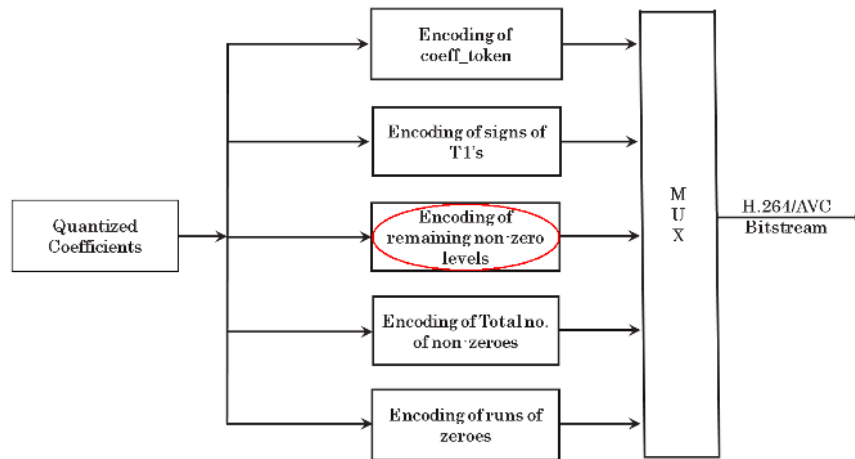 Encoding of
coeff_token
Encoding of signs of
T1's
Quantized
Coefficients
Encoding of
remaining non-zero
levels
M
U
X
H.264/AVC
Bitstream
Encoding of Total no.
of non-zeroes
Encoding of runs of
zeroes